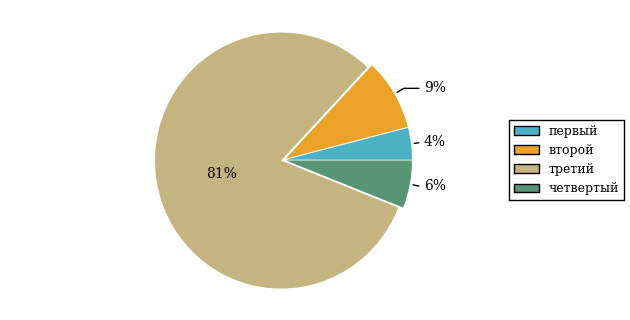 9%
4%
81%
6%
первый
второй
третий
четвертый